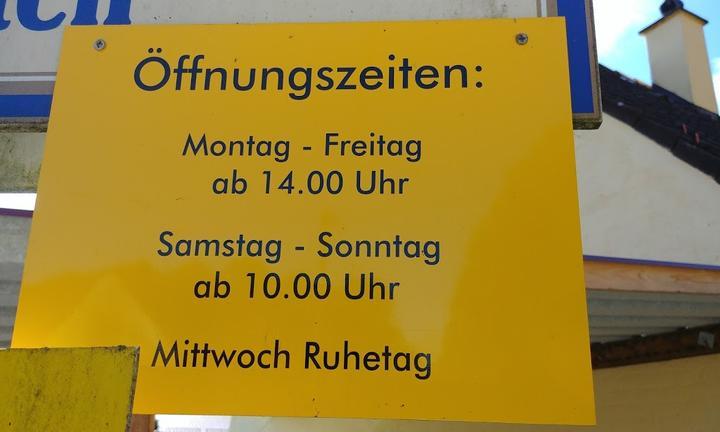 Öffnungszeiten:
Montag - Freitag
ab 14.00 Uhr
Samstag - Sonntag
ab 10.00 Uhr
Mittwoch Ruhetag